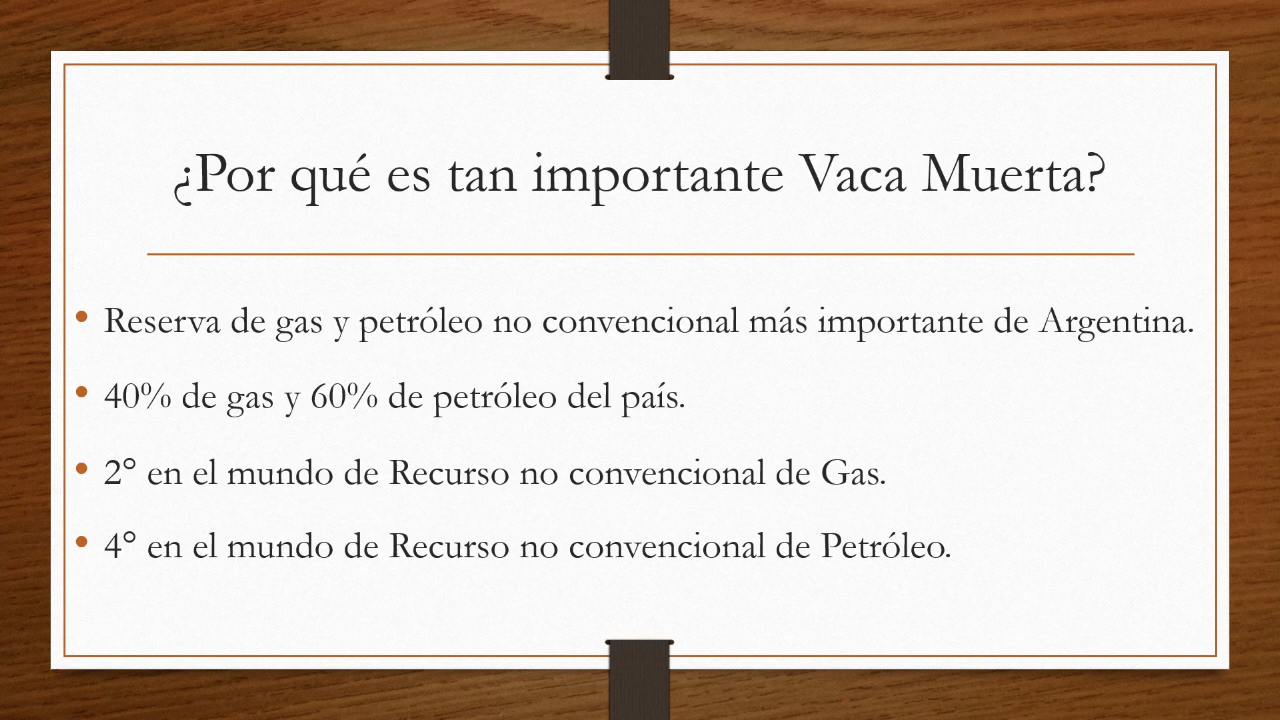 ¿Por qué es tan importante Vaca Muerta?
• Reserva de gas y petróleo no convencional más importante de Argentina.
• 40% de gas y 60% de petróleo del país.
• 2° en el mundo de Recurso no convencional de Gas.
• 4° en el mundo de Recurso no convencional de Petróleo.